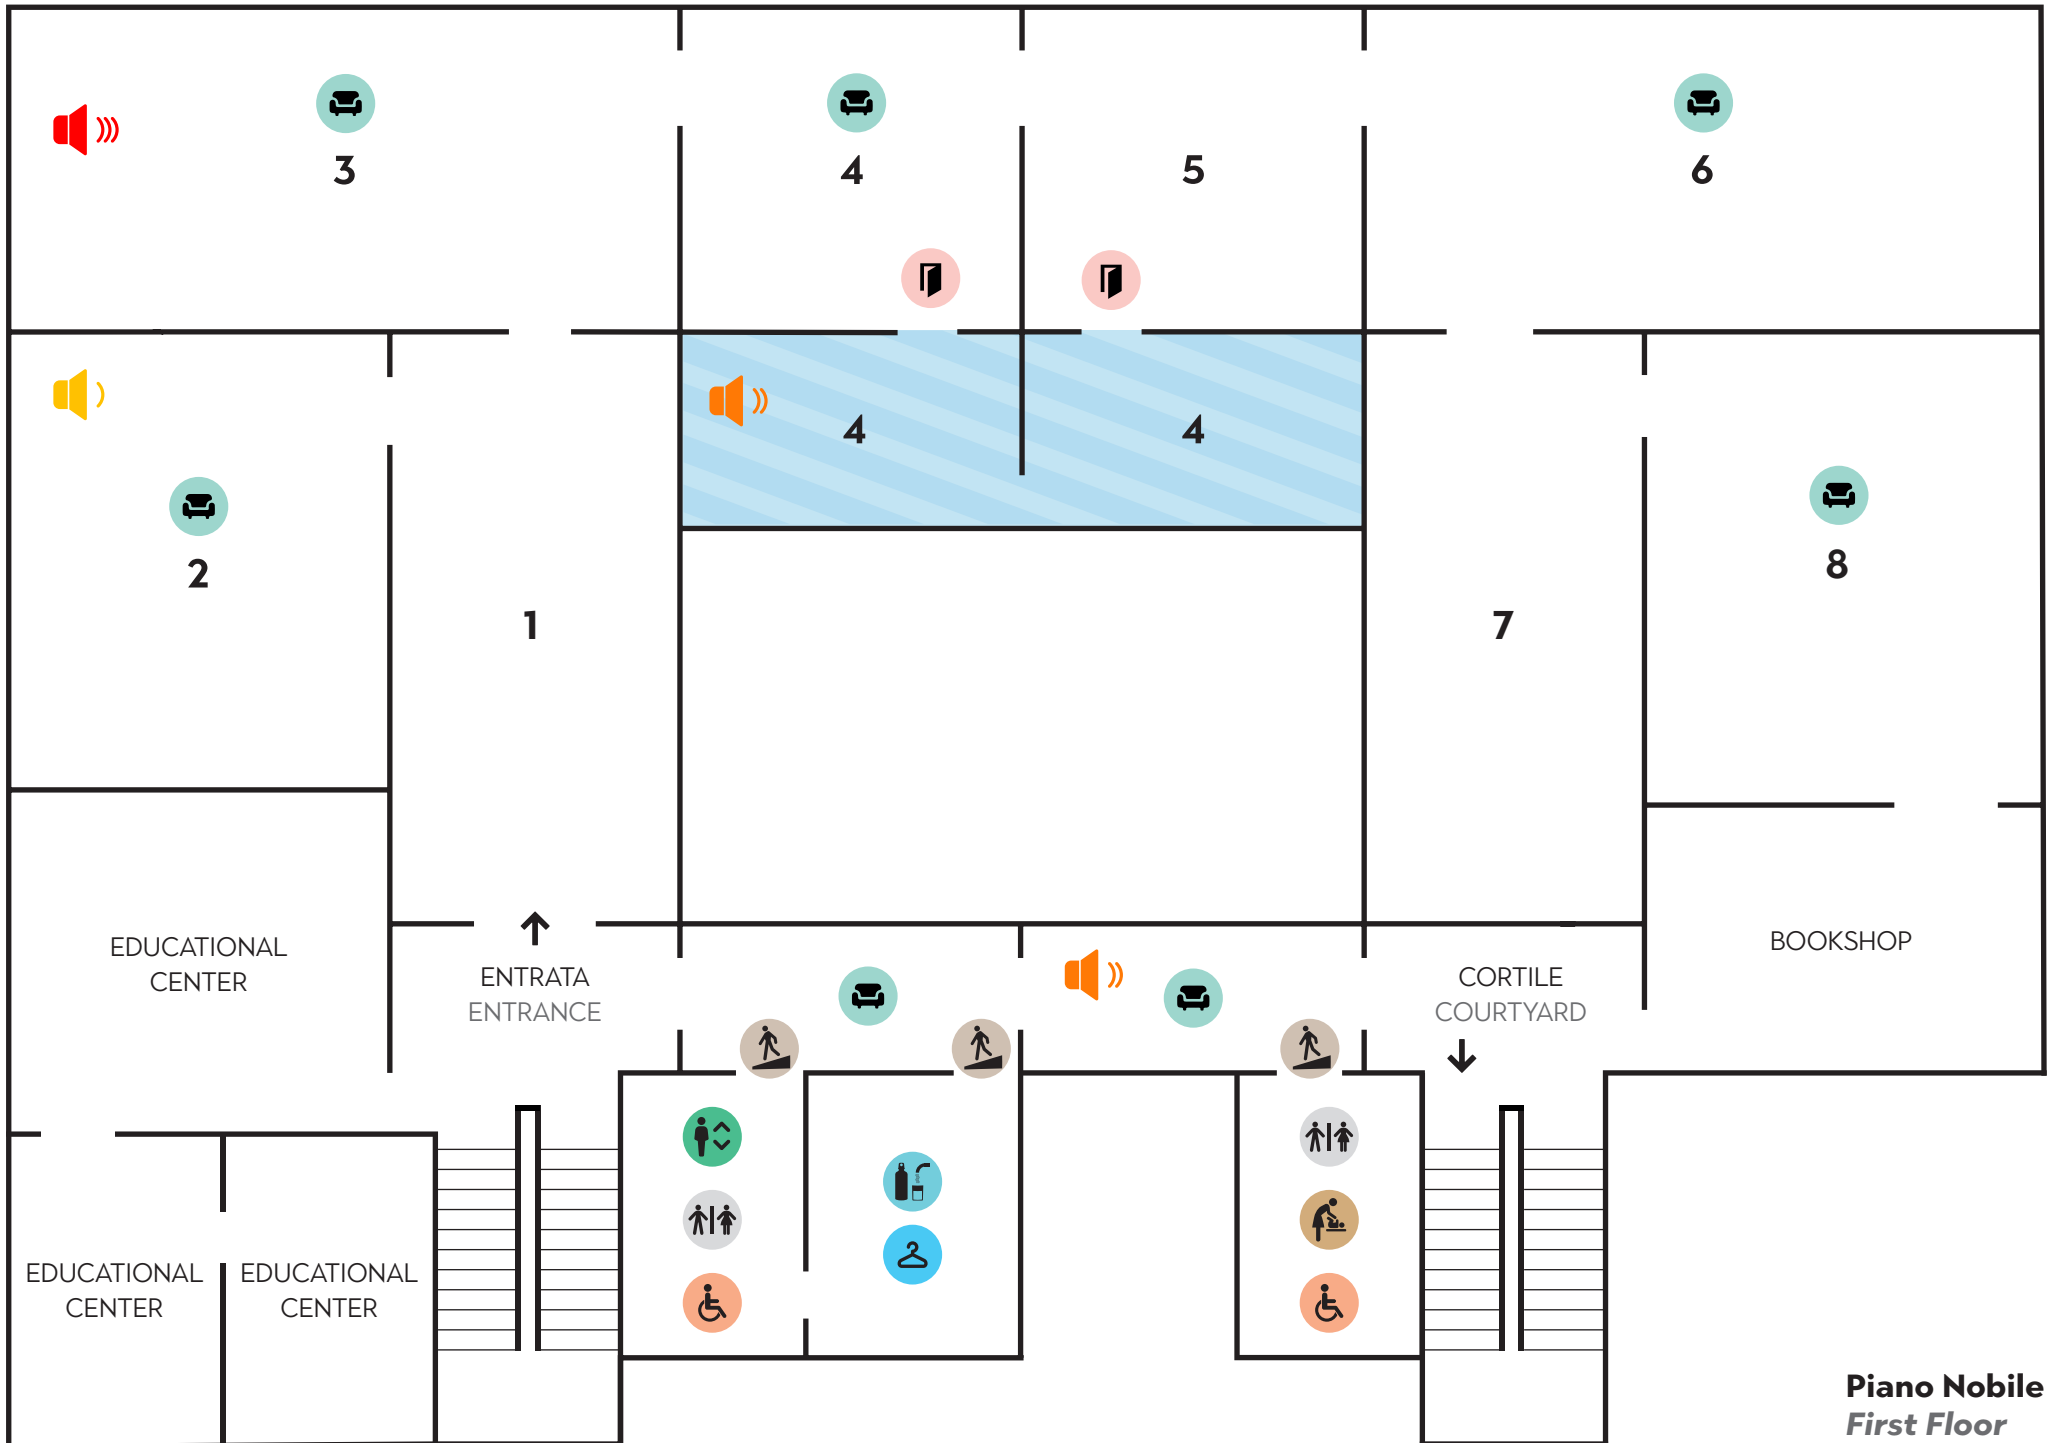 3
4
5
6
4
4
2
8
1
7
EDUCATIONAL
CENTER
ENTRATA
ENTRANCE
CORTILE
COURTYARD
BOOKSHOP
EDUCATIONAL
CENTER
EDUCATIONAL
CENTER
Piano Nobile
First Floor